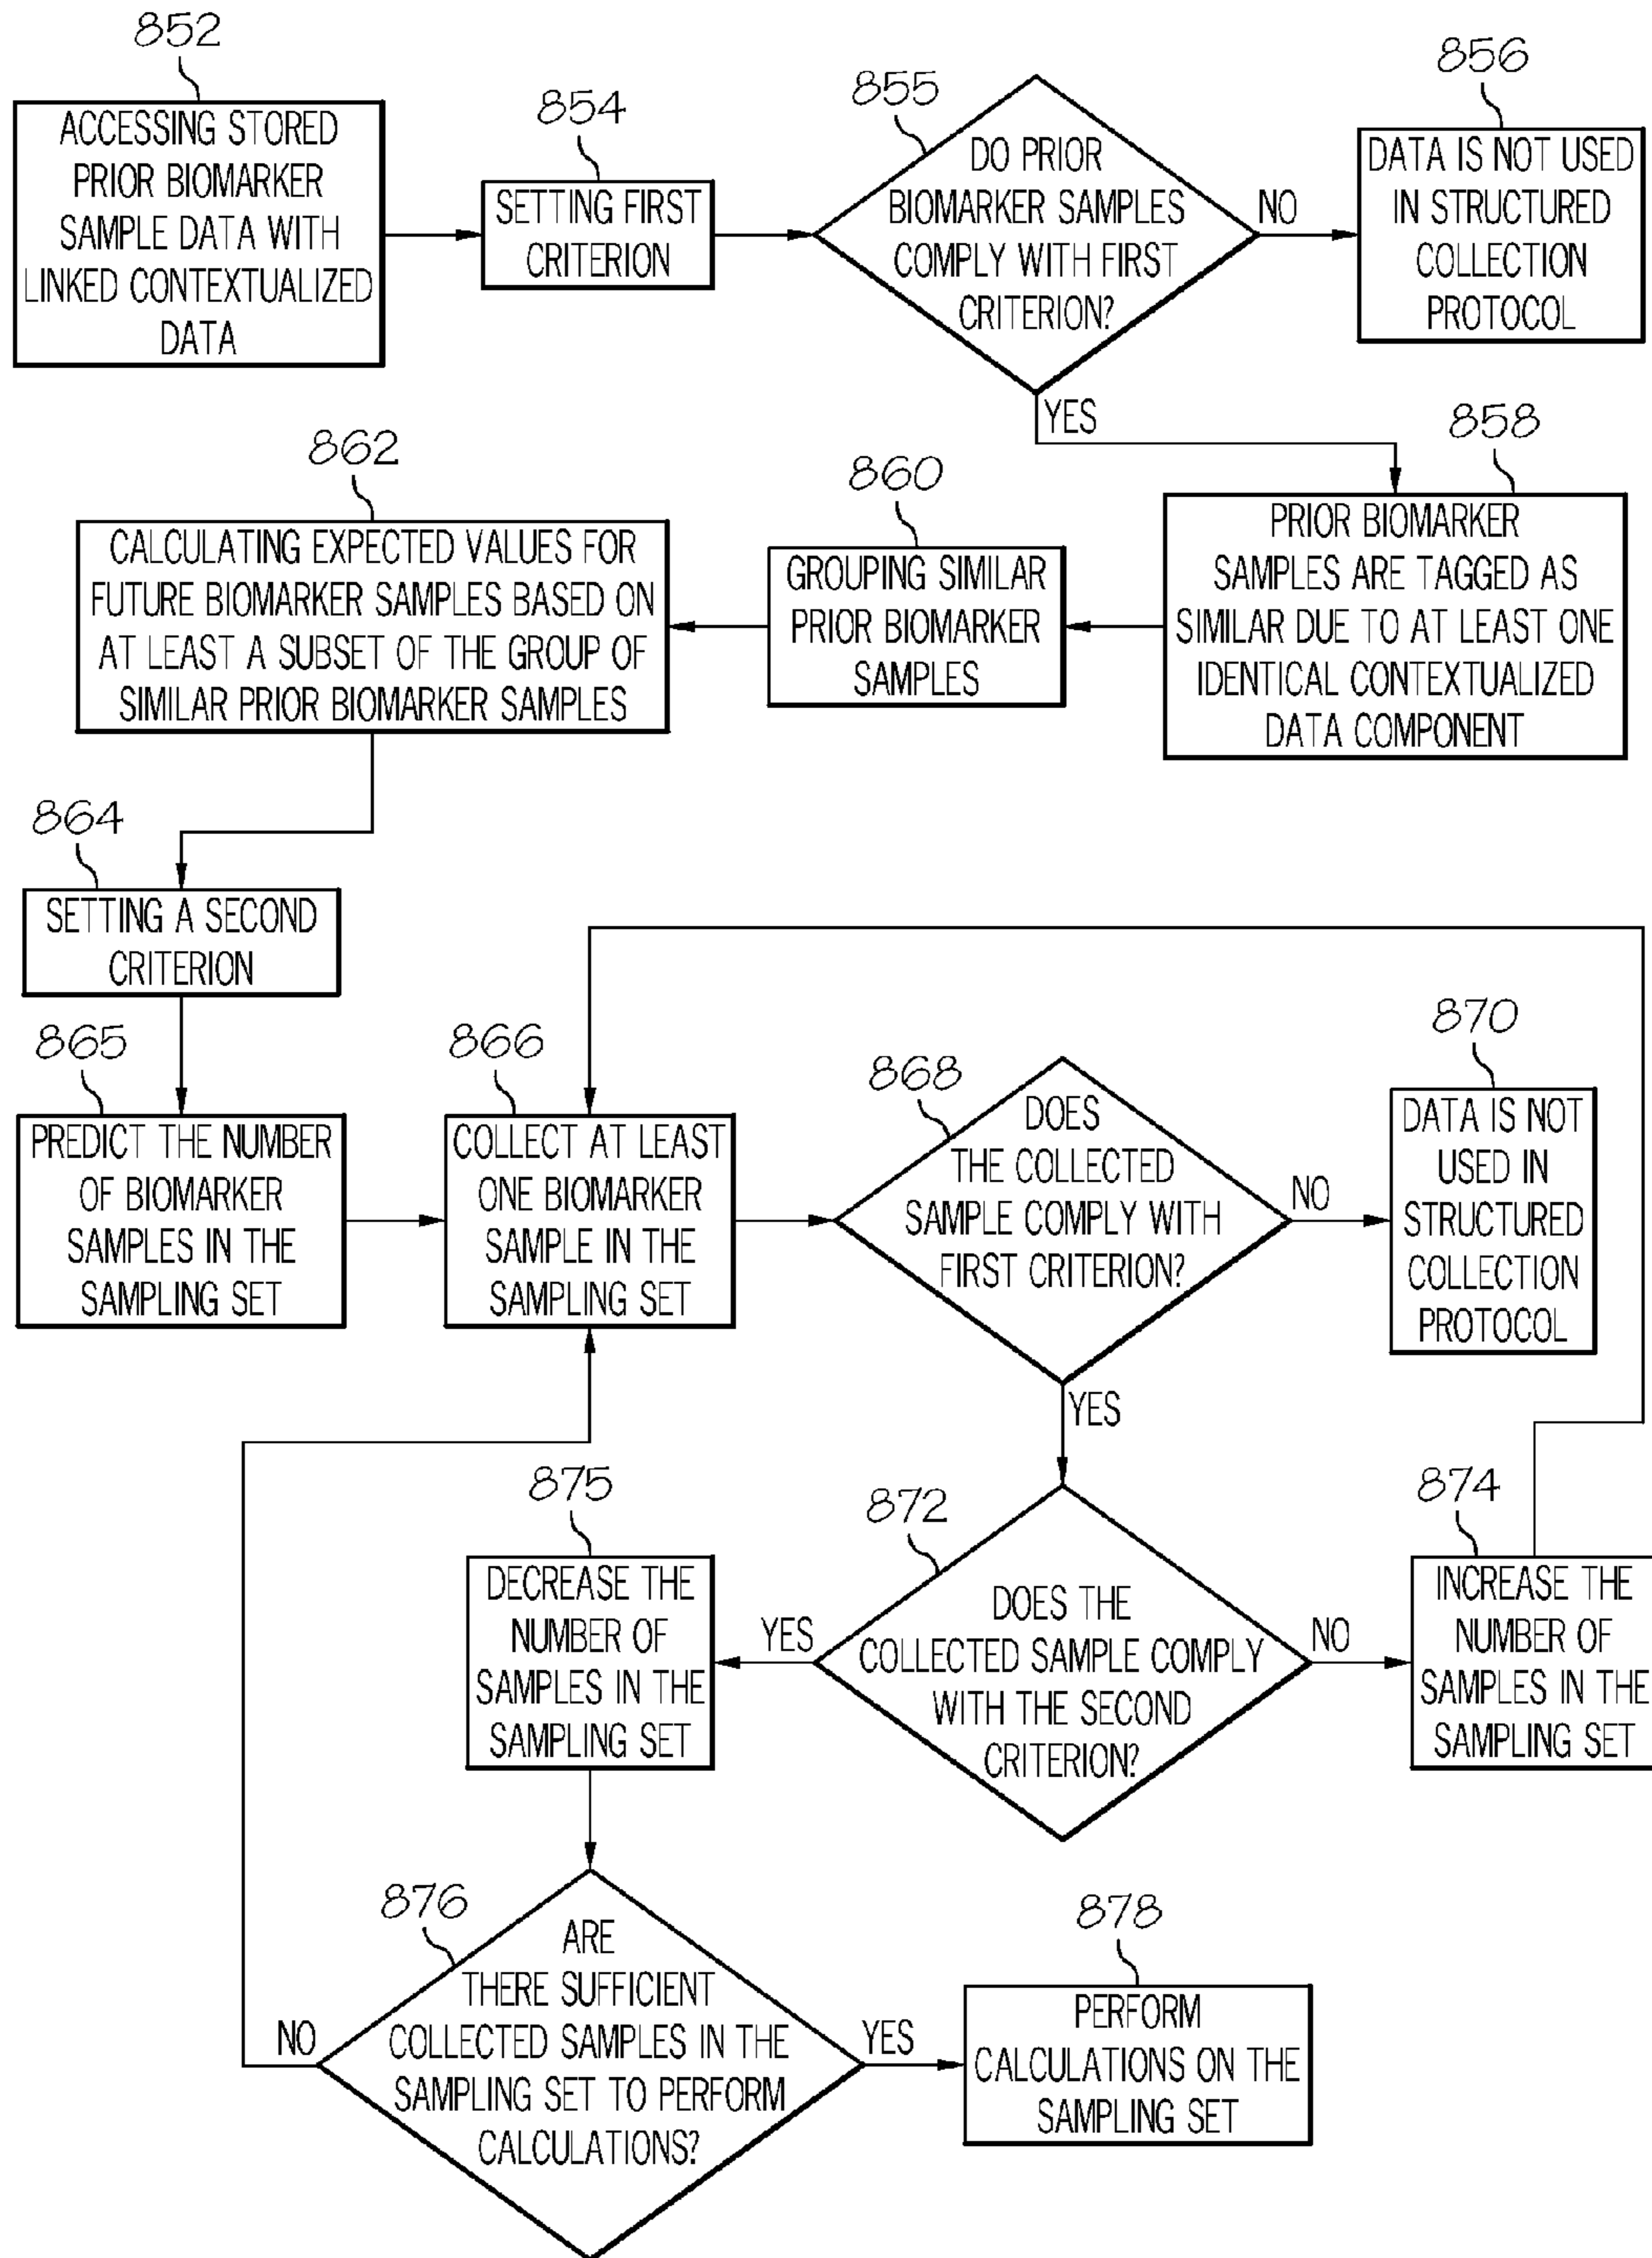 852
ACCESSING STORED
PRIOR BIOMARKER
SAMPLE DATA WITH
LINKED CONTEXTUALIZED
DATA
854
SETTING FIRST
CRITERION
855
DO PRIOR
BIOMARKER SAMPLES
COMPLY WITH FIRST
CRITERION?
NO
YES
856
DATA IS NOT USED
IN STRUCTURED
COLLECTION
PROTOCOL
858
PRIOR BIOMARKER
SAMPLES ARE TAGGED AS
SIMILAR DUE TO AT LEAST ONE
IDENTICAL CONTEXTUALIZED
DATA COMPONENT
860
GROUPING SIMILAR
PRIOR BIOMARKER
SAMPLES
862
CALCULATING EXPECTED VALUES FOR
FUTURE BIOMARKER SAMPLES BASED ON
AT LEAST A SUBSET OF THE GROUP OF
SIMILAR PRIOR BIOMARKER SAMPLES
864
SETTING A SECOND
CRITERION
865
PREDICT THE NUMBER
OF BIOMARKER
SAMPLES IN THE
SAMPLING SET
866
COLLECT AT LEAST
ONE BIOMARKER
SAMPLE IN THE
SAMPLING SET
868
DOES
THE COLLECTED
SAMPLE COMPLY WITH
FIRST CRITERION?
NO
YES
870
DATA IS NOT
USED IN
STRUCTURED
COLLECTION
PROTOCOL
872
DOES THE
COLLECTED SAMPLE COMPLY
WITH THE SECOND
CRITERION?
YES
NO
874
INCREASE THE
NUMBER OF
SAMPLES IN THE
SAMPLING SET
875
DECREASE THE
NUMBER OF
SAMPLES IN THE
SAMPLING SET
876
ARE
THERE SUFFICIENT
COLLECTED SAMPLES IN THE
SAMPLING SET TO PERFORM
CALCULATIONS?
NO
YES
878
PERFORM
CALCULATIONS ON THE
SAMPLING SET